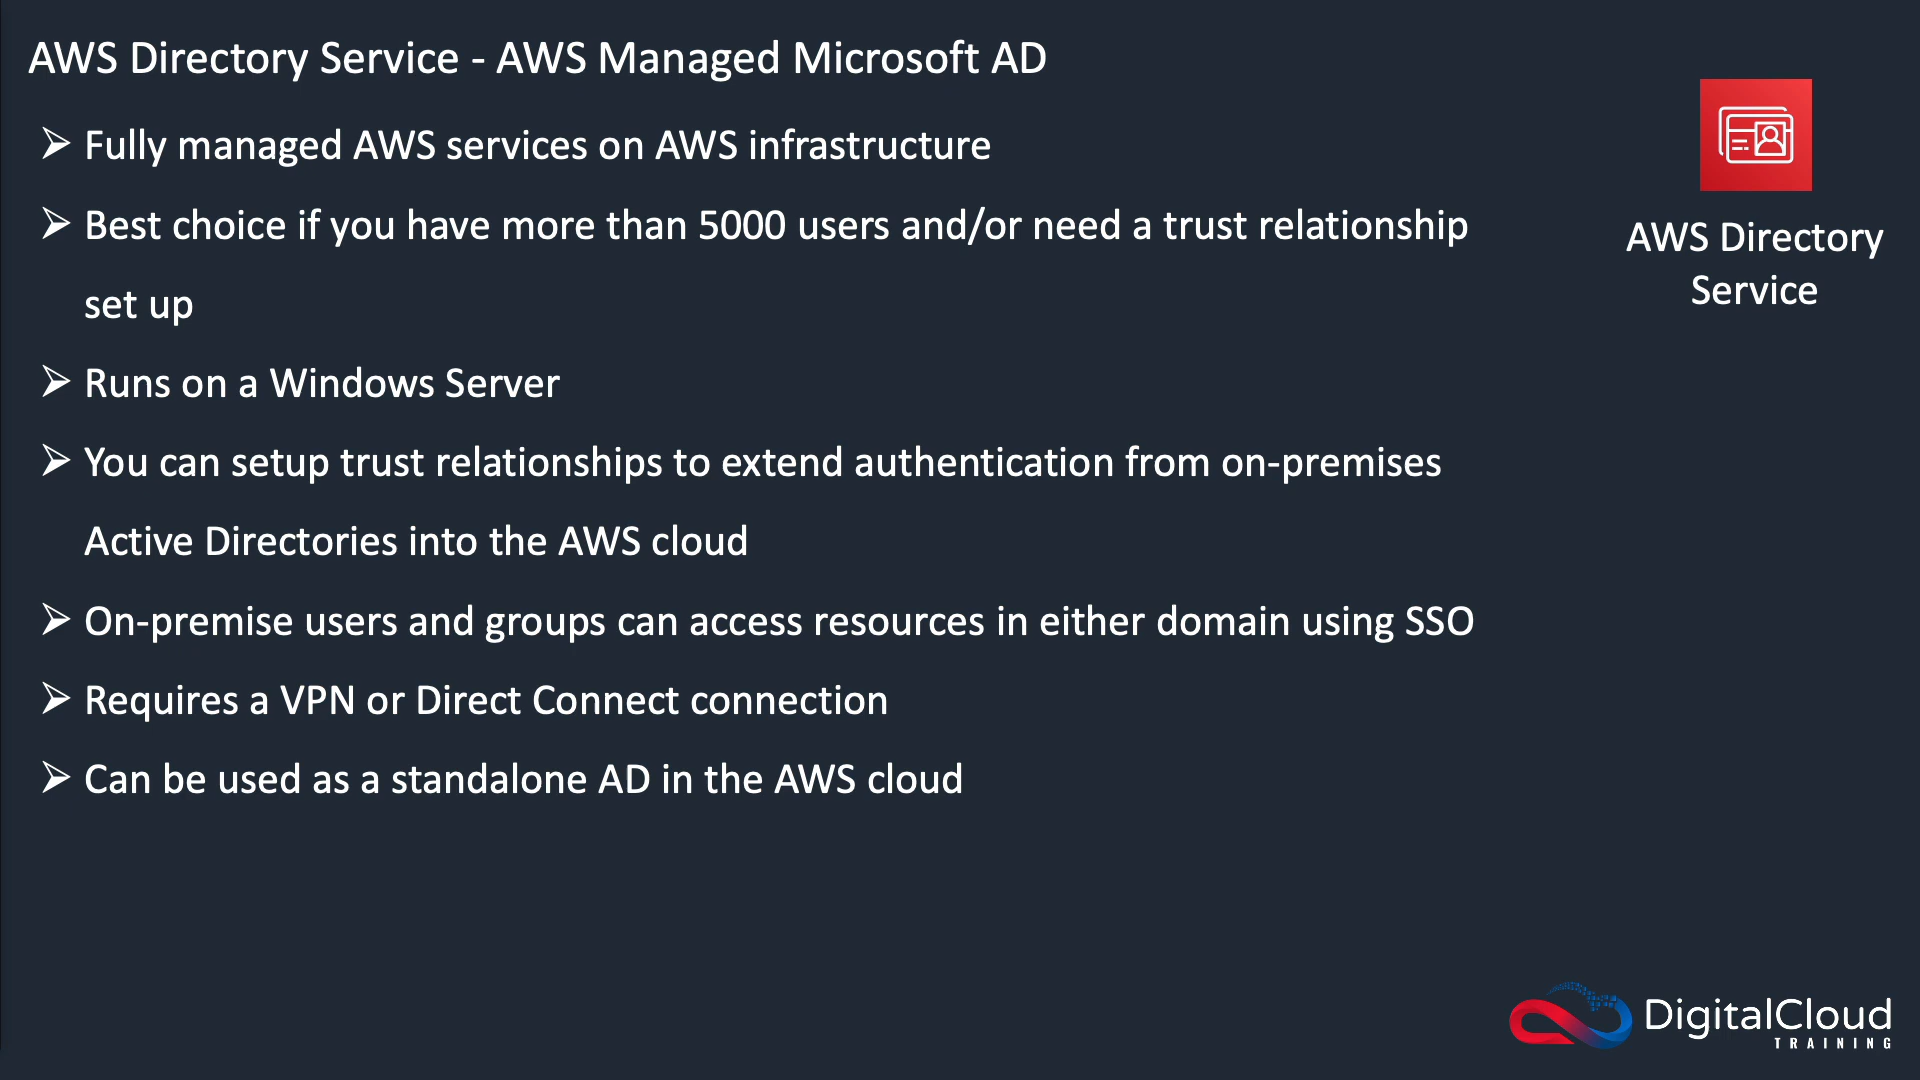 AWS Directory Service - AWS Managed Microsoft AD
Fully managed AWS services on AWS infrastructure
Best choice if you have more than 5000 users and/or need a trust relationship
set up
Runs on a Windows Server
You can setup trust relationships to extend authentication from on-premises
Active Directories into the AWS cloud
On-premise users and groups can access resources in either domain using SSO
Requires a VPN or Direct Connect connection
Can be used as a standalone AD in the AWS cloud
AWS Directory
Service
DigitalCloud
TRAINING